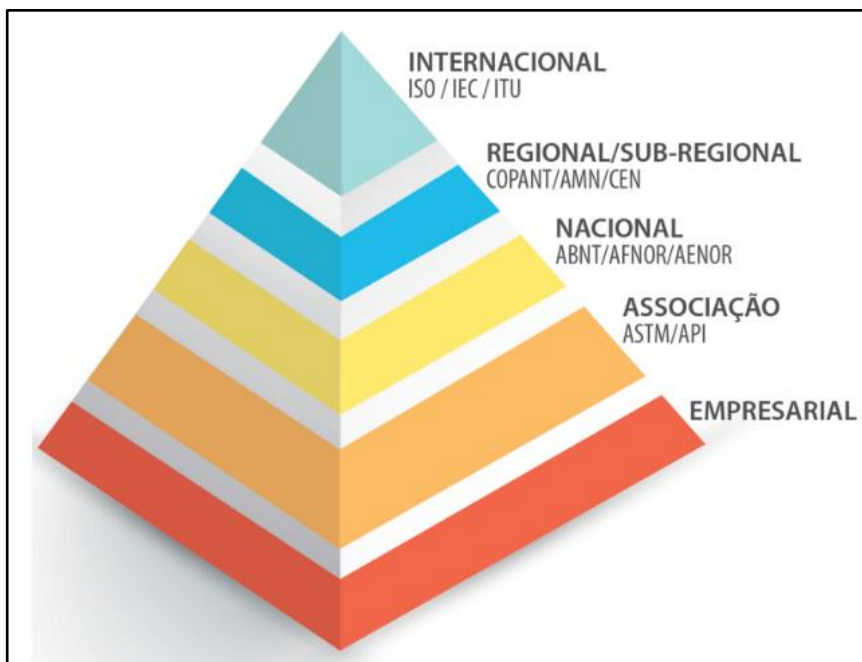 INTERNACIONAL
ISO / IEC / ITU
REGIONAL/SUB-REGIONAL
COPANT/AMN/CEN
NACIONAL
ABNT/AFNOR/AENOR
ASSOCIAÇÃO
ASTM/API
EMPRESARIAL